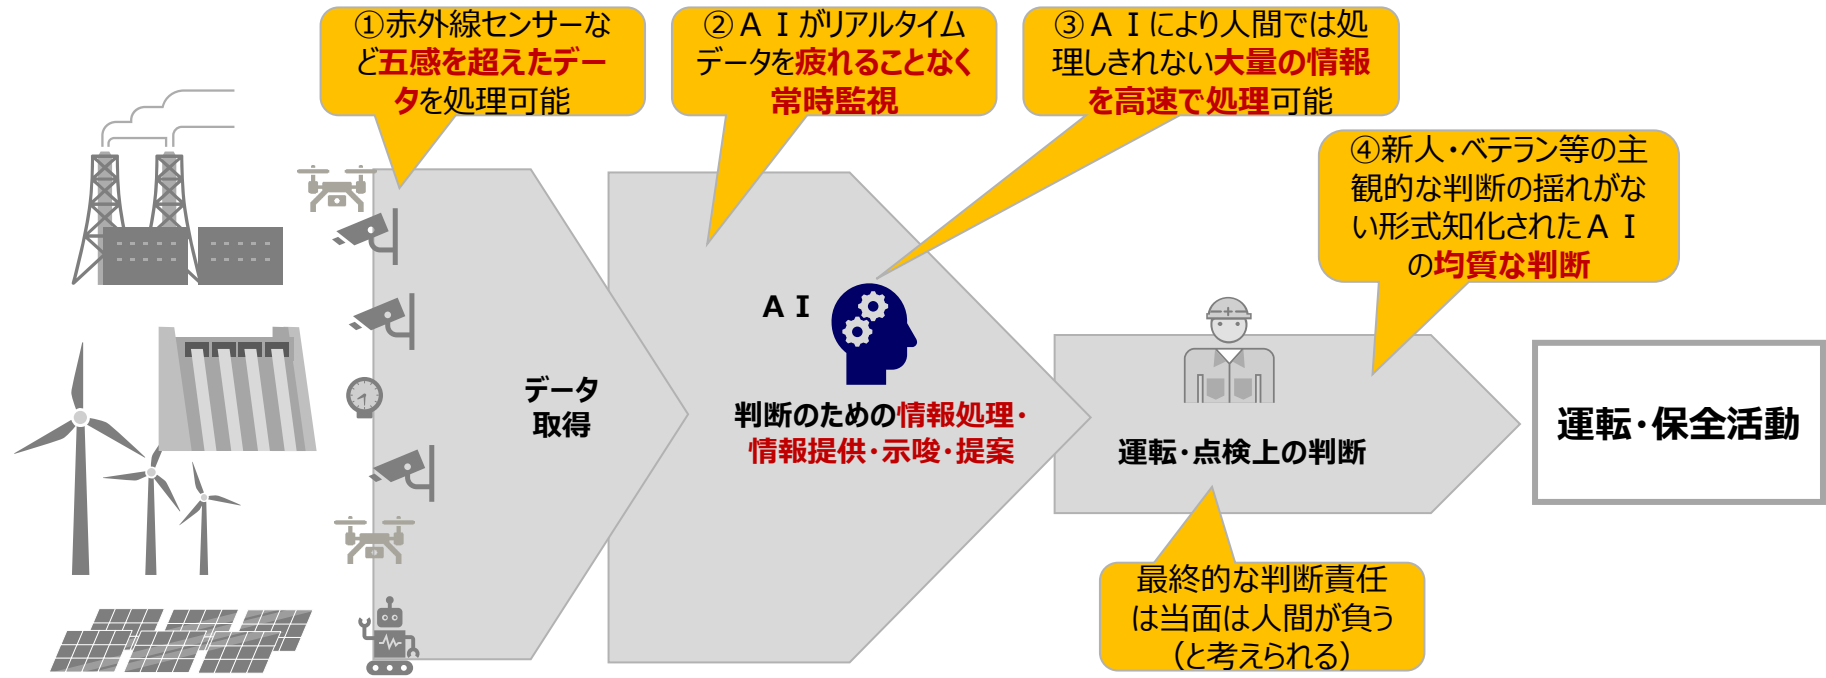 ①赤外線センサーな
ど五感を超えたデー
タを処理可能
②ＡＩがリアルタイム
データを疲れることなく
常時監視
③ＡＩにより人間では処
理しきれない大量の情報
を高速で処理可能
④新人・ベテラン等の主
観的な判断の揺れがな
い形式知化されたＡＩ
の均質な判断
データ
取得
ＡＩ
判断のための情報処理・
情報提供・示唆・提案
運転・点検上の判断
運転・保全活動
最終的な判断責任
は当面は人間が負う
（と考えられる）